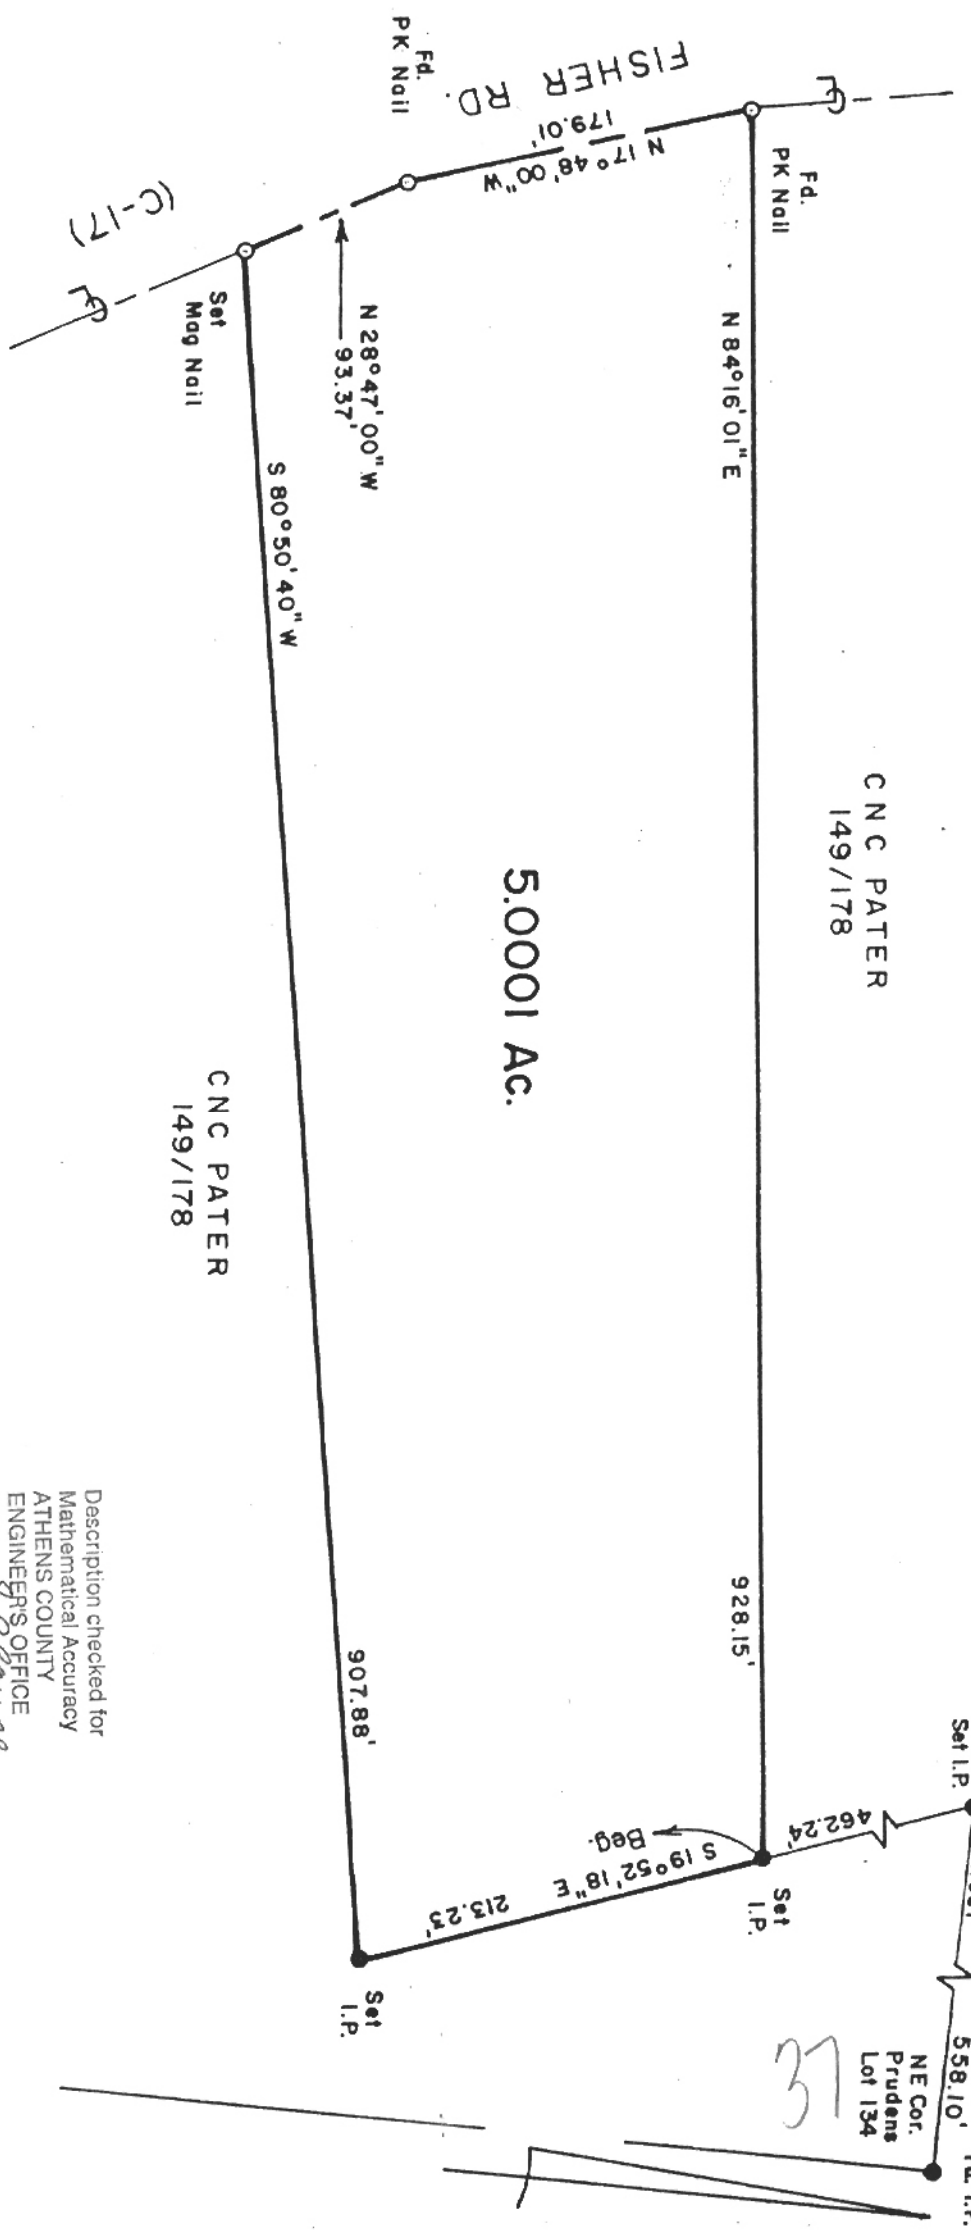 Fd.
PK Nail
FISHER RD.
(C-17)
N 17° 48' 00" W
179.01'
Fd.
PK Nail
N 84° 16' 01" E
928.15'
N 28° 47' 00" W
93.37'
Set
Mag Nail
S 80° 50' 40" W
907.88'
CNC PATER
149/178
5.0001 Ac.
CNC PATER
149/178
Set I.P.
462.24'
Beg.
S 19° 52' 18" E
213.23'
Set
I.P.
Set
I.P.
558.10'
Fd. I.P.
NE Cor.
Prudens
Lot 134
37
Description checked for
Mathematical Accuracy
ATHENS COUNTY
ENGINEER'S OFFICE